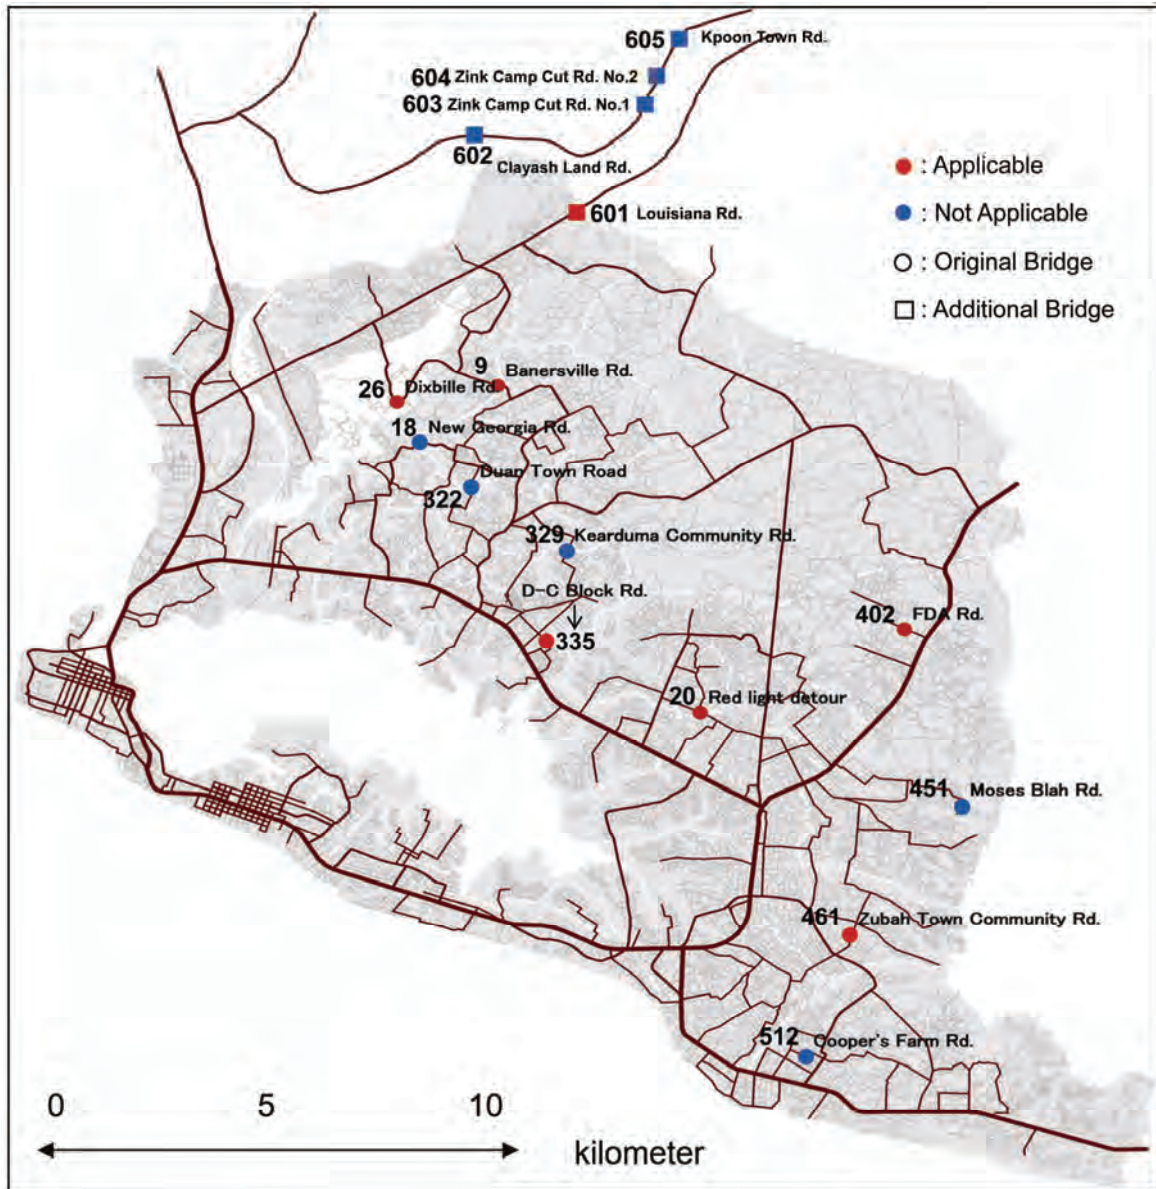 605 Kpoon Town Rd.
604 Zink Camp Cut Rd. No.2
603 Zink Camp Cut Rd. No.1
602 Clayash Land Rd.
601 Louisiana Rd.
: Applicable
: Not Applicable
: Original Bridge
: Additional Bridge
9 Banersville Rd.
26 Dixbille Rd.
18 New Georgia Rd.
Duan Town Road
322
329 Kearduma Community Rd.
D-C Block Rd.
335
402 FDA Rd.
20 Red light detour
451 Moses Blah Rd.
461 Zubah Town Community Rd.
512 Cooper's Farm Rd.
0 5 10
kilometer